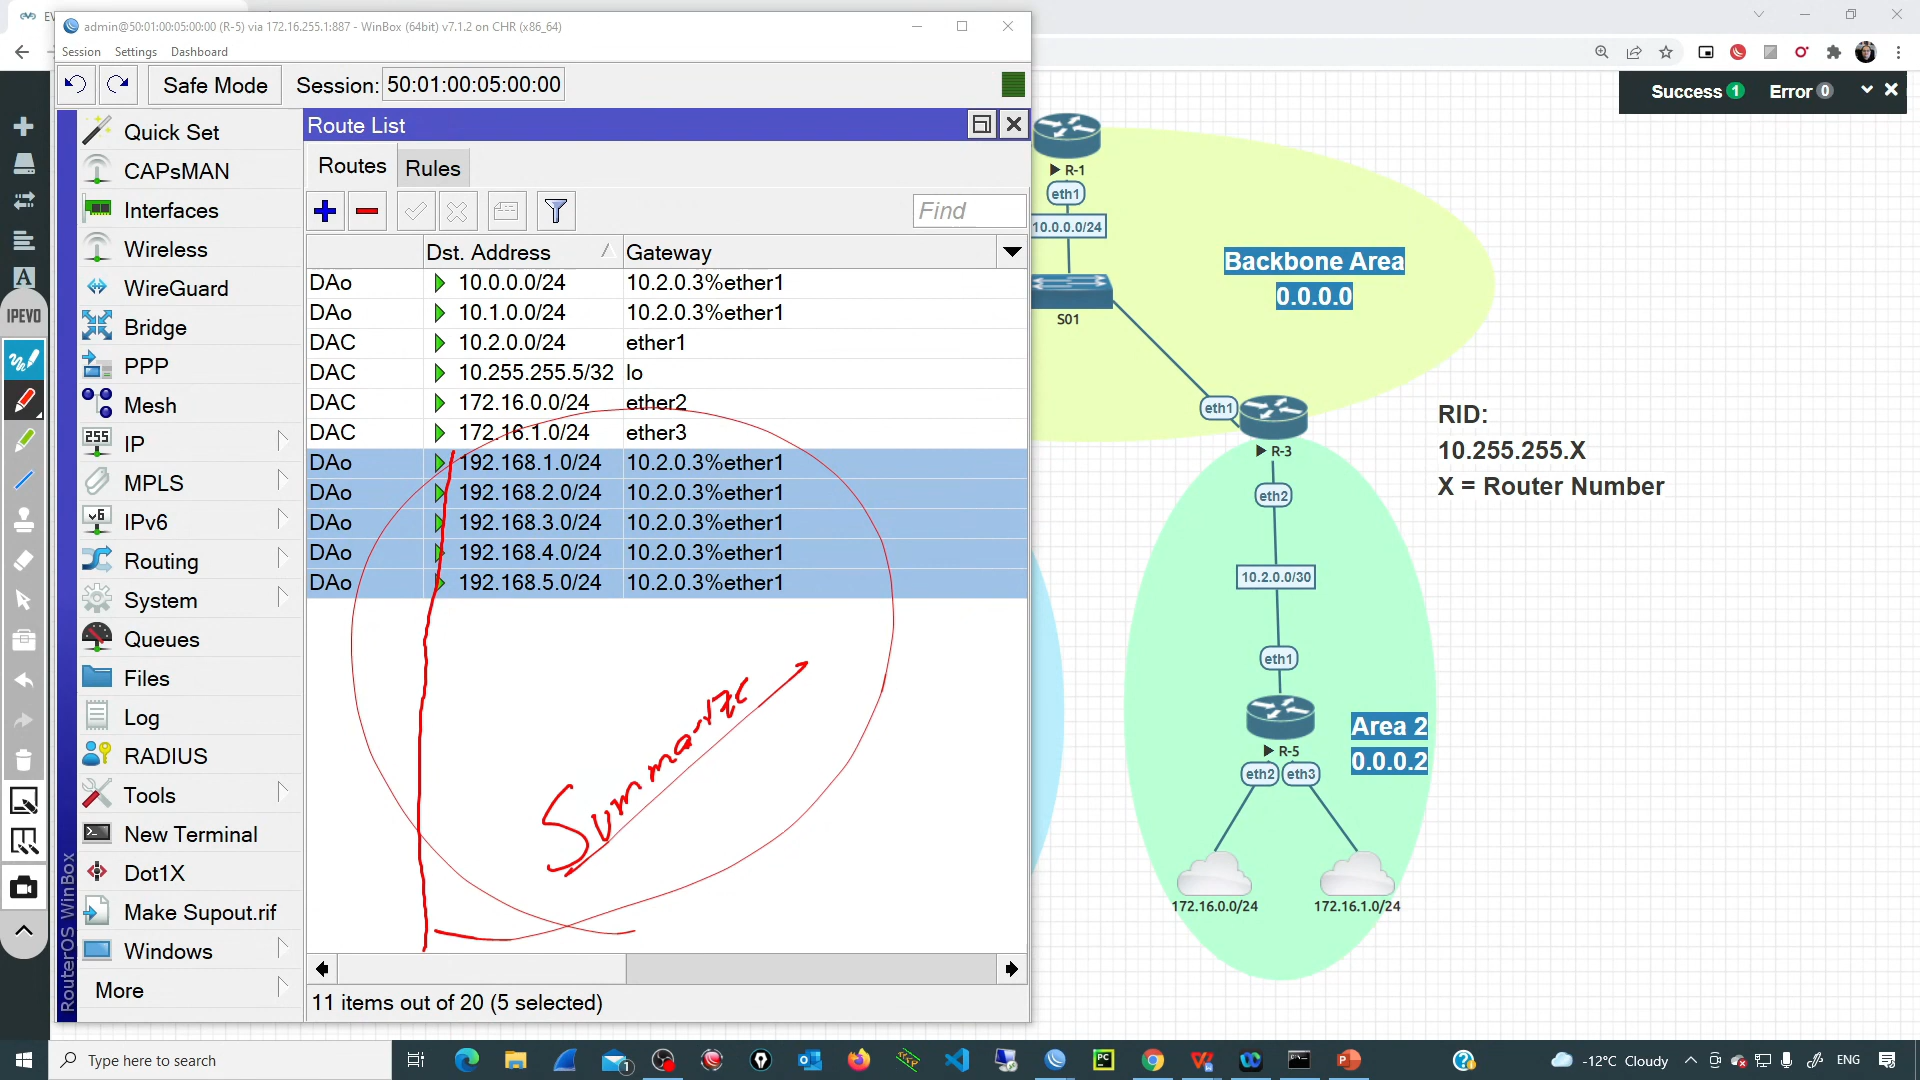 admin@50:01:00:05:00:00 (R-5) via 172.16.255.1:887 - WinBox (64bit) v7.1.2 on CHR (x86_64)
Session Settings Dashboard
Safe Mode Session: 50:01:00:05:00:00
Success 1 Error 0
Quick Set
CAPsMAN
Interfaces
Wireless
WireGuard
Bridge
PPP
Mesh
IP
MPLS
IPv6
Routing
System
Queues
Files
Log
RADIUS
Tools
New Terminal
Dot1X
Make Supout.rif
Windows
More
RouterOS WinBox
IPEVO
Route List
Routes Rules
Find
Dst. Address Gateway
DAo 10.0.0.0/24 10.2.0.3%ether1
DAo 10.1.0.0/24 10.2.0.3%ether1
DAC 10.2.0.0/24 ether1
DAC 10.255.255.5/32 lo
DAC 172.16.0.0/24 ether2
DAC 172.16.1.0/24 ether3
DAo 192.168.1.0/24 10.2.0.3%ether1
DAo 192.168.2.0/24 10.2.0.3%ether1
DAo 192.168.3.0/24 10.2.0.3%ether1
DAo 192.168.4.0/24 10.2.0.3%ether1
DAo 192.168.5.0/24 10.2.0.3%ether1
Summarize
11 items out of 20 (5 selected)
R-1
eth1
10.0.0.0/24
S01
Backbone Area
0.0.0.0
eth1
R-3
eth2
10.2.0.0/30
eth1
R-5
eth2 eth3
172.16.0.0/24 172.16.1.0/24
Area 2
0.0.0.2
RID:
10.255.255.X
X = Router Number
Type here to search
-12°C Cloudy ENG